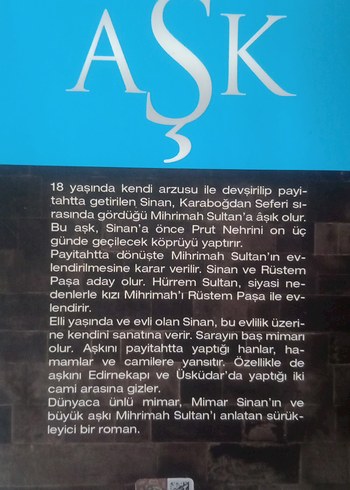 AŞK
18 yaşında kendi arzusu ile devşirilip payi-
tahtta getirilen Sinan, Karaboğdan Seferi sı-
rasında gördüğü Mihrimah Sultan'a âşık olur.
Bu aşk, Sinan'a önce Prut Nehrini on üç
günde geçilecek köprüyü yaptırır.
Payitahtta dönüşte Mihrimah Sultan'ın ev-
lendirilmesine karar verilir. Sinan ve Rüstem
Paşa aday olur. Hürrem Sultan, siyasi ne-
denlerle kızı Mihrimah'ı Rüstem Paşa ile ev-
lendirir.
Elli yaşında ve evli olan Sinan, bu evlilik üzeri-
ne kendini sanatına verir. Sarayın baş mimarı
olur. Aşkını payitahtta yaptığı hanlar, ha-
mamlar ve camilere yansıtır. Özellikle de
aşkını Edirnekapı ve Üsküdar'da yaptığı iki
cami arasına gizler.
Dünyaca ünlü mimar, Mimar Sinan'ın ve
büyük aşkı Mihrimah Sultan'ı anlatan sürük-
leyici bir roman.